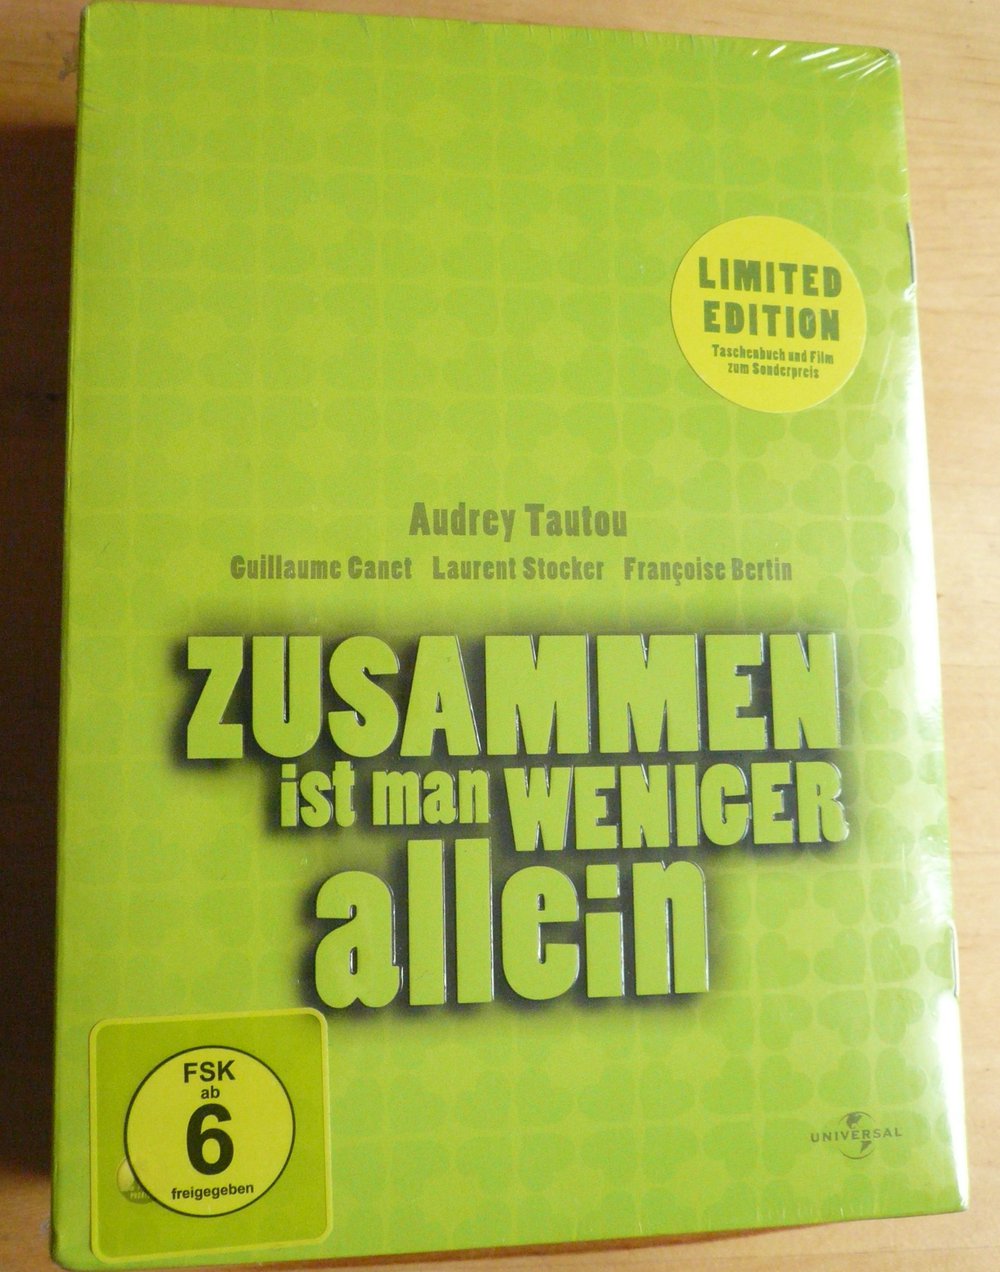 LIMITED
EDITION
Taschenbuch und Film
zum Sonderpreis
Audrey Tautou
Guillaume Canet Laurent Stocker Françoise Bertin
ZUSAMMEN
ist man WENIGER
allein
FSK
ab
6
freigegeben
UNIVERSAL